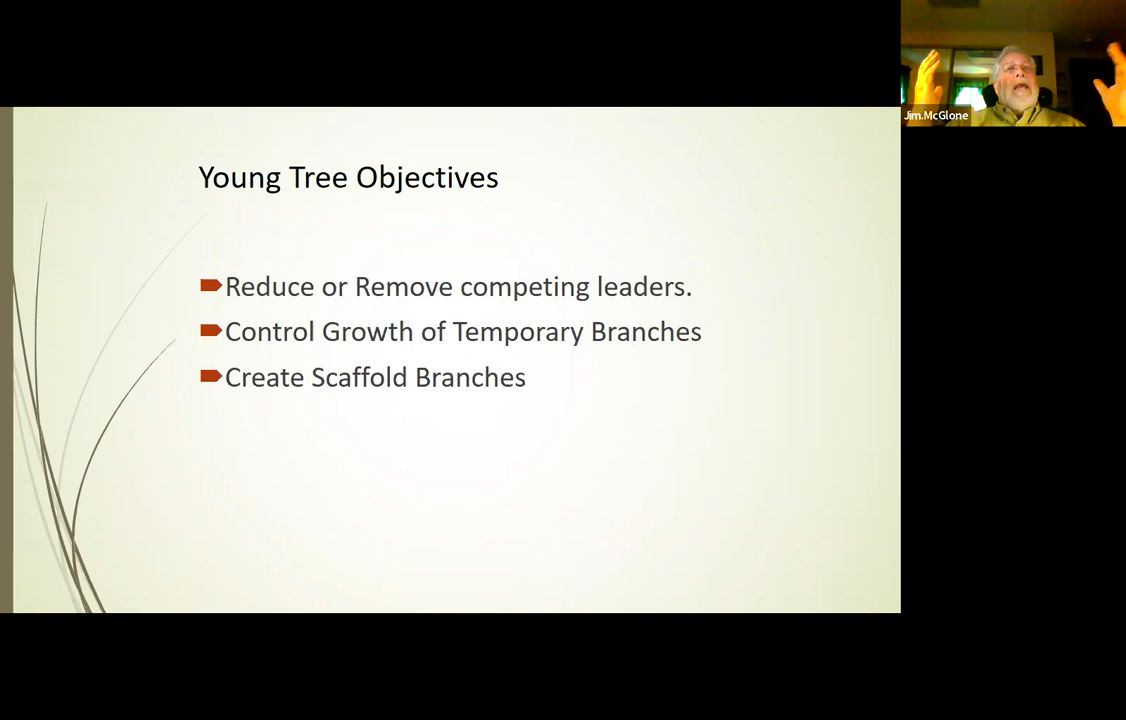 Jim.McGlone
Young Tree Objectives
Reduce or Remove competing leaders.
Control Growth of Temporary Branches
Create Scaffold Branches